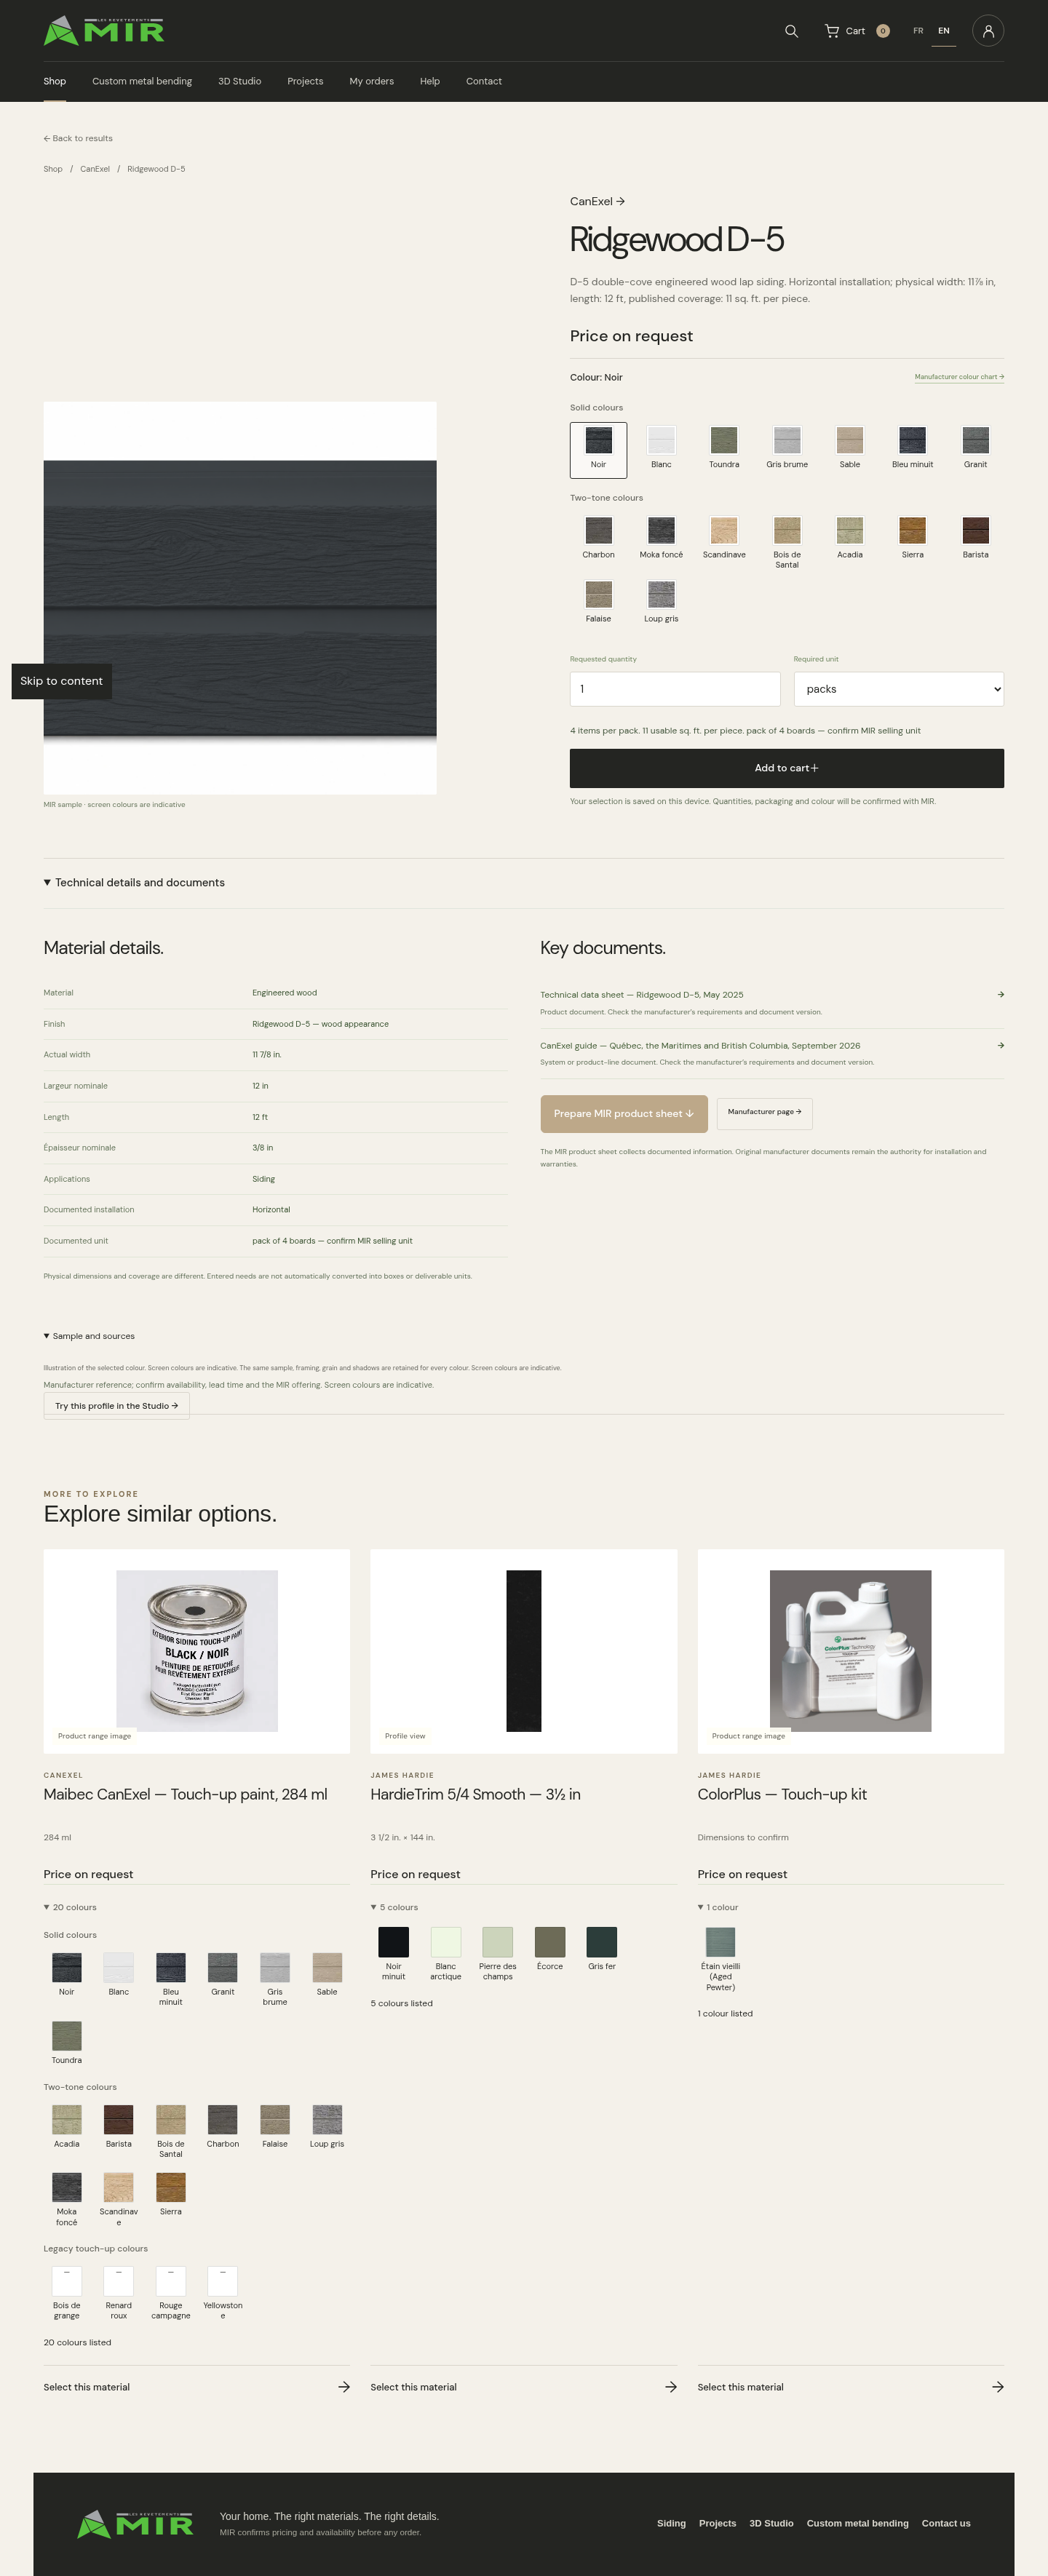 LES REVÊTEMENTS
MIR
Cart 0
FR EN
Shop Custom metal bending 3D Studio Projects My orders Help Contact
← Back to results
Shop / CanExel / Ridgewood D-5
CanExel →
Ridgewood D-5
D-5 double-cove engineered wood lap siding. Horizontal installation; physical width: 11⅞ in,
length: 12 ft, published coverage: 11 sq. ft. per piece.
Price on request
Colour: Noir
Manufacturer colour chart →
Solid colours
Noir Blanc Toundra Gris brume Sable Bleu minuit Granit
Two-tone colours
Charbon Moka foncé Scandinave Bois de Santal Acadia Sierra Barista
Falaise Loup gris
Requested quantity Required unit
1 packs
4 items per pack. 11 usable sq. ft. per piece. pack of 4 boards — confirm MIR selling unit
Add to cart +
Your selection is saved on this device. Quantities, packaging and colour will be confirmed with MIR.
Skip to content
MIR sample · screen colours are indicative
▼ Technical details and documents
Material details.
Material Engineered wood
Finish Ridgewood D-5 — wood appearance
Actual width 11 7/8 in.
Largeur nominale 12 in
Length 12 ft
Épaisseur nominale 3/8 in
Applications Siding
Documented installation Horizontal
Documented unit pack of 4 boards — confirm MIR selling unit
Physical dimensions and coverage are different. Entered needs are not automatically converted into boxes or deliverable units.
Key documents.
Technical data sheet — Ridgewood D-5, May 2025 →
Product document. Check the manufacturer's requirements and document version.
CanExel guide — Québec, the Maritimes and British Columbia, September 2026 →
System or product-line document. Check the manufacturer's requirements and document version.
Prepare MIR product sheet ↓
Manufacturer page →
The MIR product sheet collects documented information. Original manufacturer documents remain the authority for installation and
warranties.
▼ Sample and sources
Illustration of the selected colour. Screen colours are indicative. The same sample, framing, grain and shadows are retained for every colour. Screen colours are indicative.
Manufacturer reference; confirm availability, lead time and the MIR offering. Screen colours are indicative.
Try this profile in the Studio →
MORE TO EXPLORE
Explore similar options.
EXTERIOR SIDING TOUCH-UP PAINT
BLACK / NOIR
PEINTURE DE RETOUCHE
POUR REVÊTEMENT EXTÉRIEUR
Product range image
CANEXEL
Maibec CanExel — Touch-up paint, 284 ml
284 ml
Price on request
▼ 20 colours
Solid colours
Noir Blanc Bleu minuit Granit Gris brume Sable
Toundra
Two-tone colours
Acadia Barista Bois de Santal Charbon Falaise Loup gris
Moka foncé Scandinave Sierra
Legacy touch-up colours
— — — —
Bois de grange Renard roux Rouge campagne Yellowstone
20 colours listed
Select this material →
Profile view
JAMES HARDIE
HardieTrim 5/4 Smooth — 3½ in
3 1/2 in. × 144 in.
Price on request
▼ 5 colours
Noir minuit Blanc arctique Pierre des champs Écorce Gris fer
5 colours listed
Select this material →
ColorPlus Technology
Product range image
JAMES HARDIE
ColorPlus — Touch-up kit
Dimensions to confirm
Price on request
▼ 1 colour
Étain vieilli (Aged Pewter)
1 colour listed
Select this material →
LES REVÊTEMENTS
MIR
Your home. The right materials. The right details.
MIR confirms pricing and availability before any order.
Siding Projects 3D Studio Custom metal bending Contact us